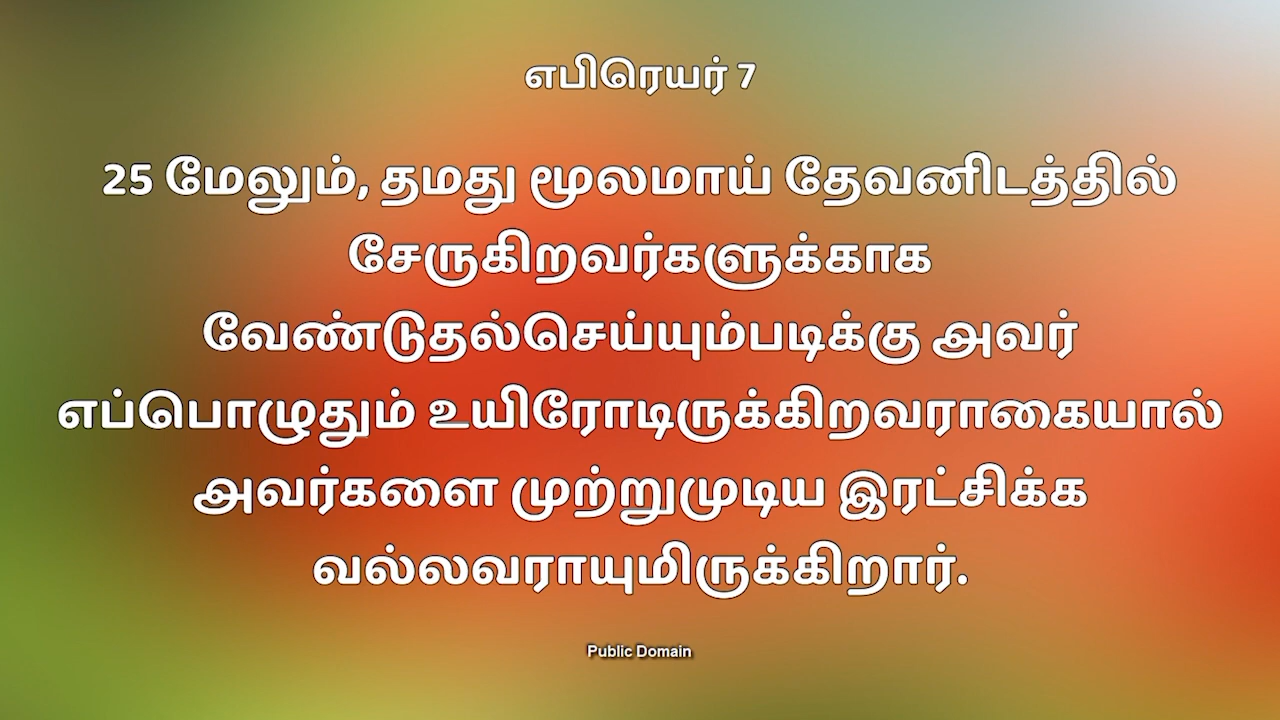 எபிரெயர் 7
25 மேலும், தமது மூலமாய் தேவனிடத்தில்
சேருகிறவர்களுக்காக
வேண்டுதல்செய்யும்படிக்கு அவர்
எப்பொழுதும் உயிரோடிருக்கிறவராகையால்
அவர்களை முற்றுமுடிய இரட்சிக்க
வல்லவராயுமிருக்கிறார்.
Public Domain